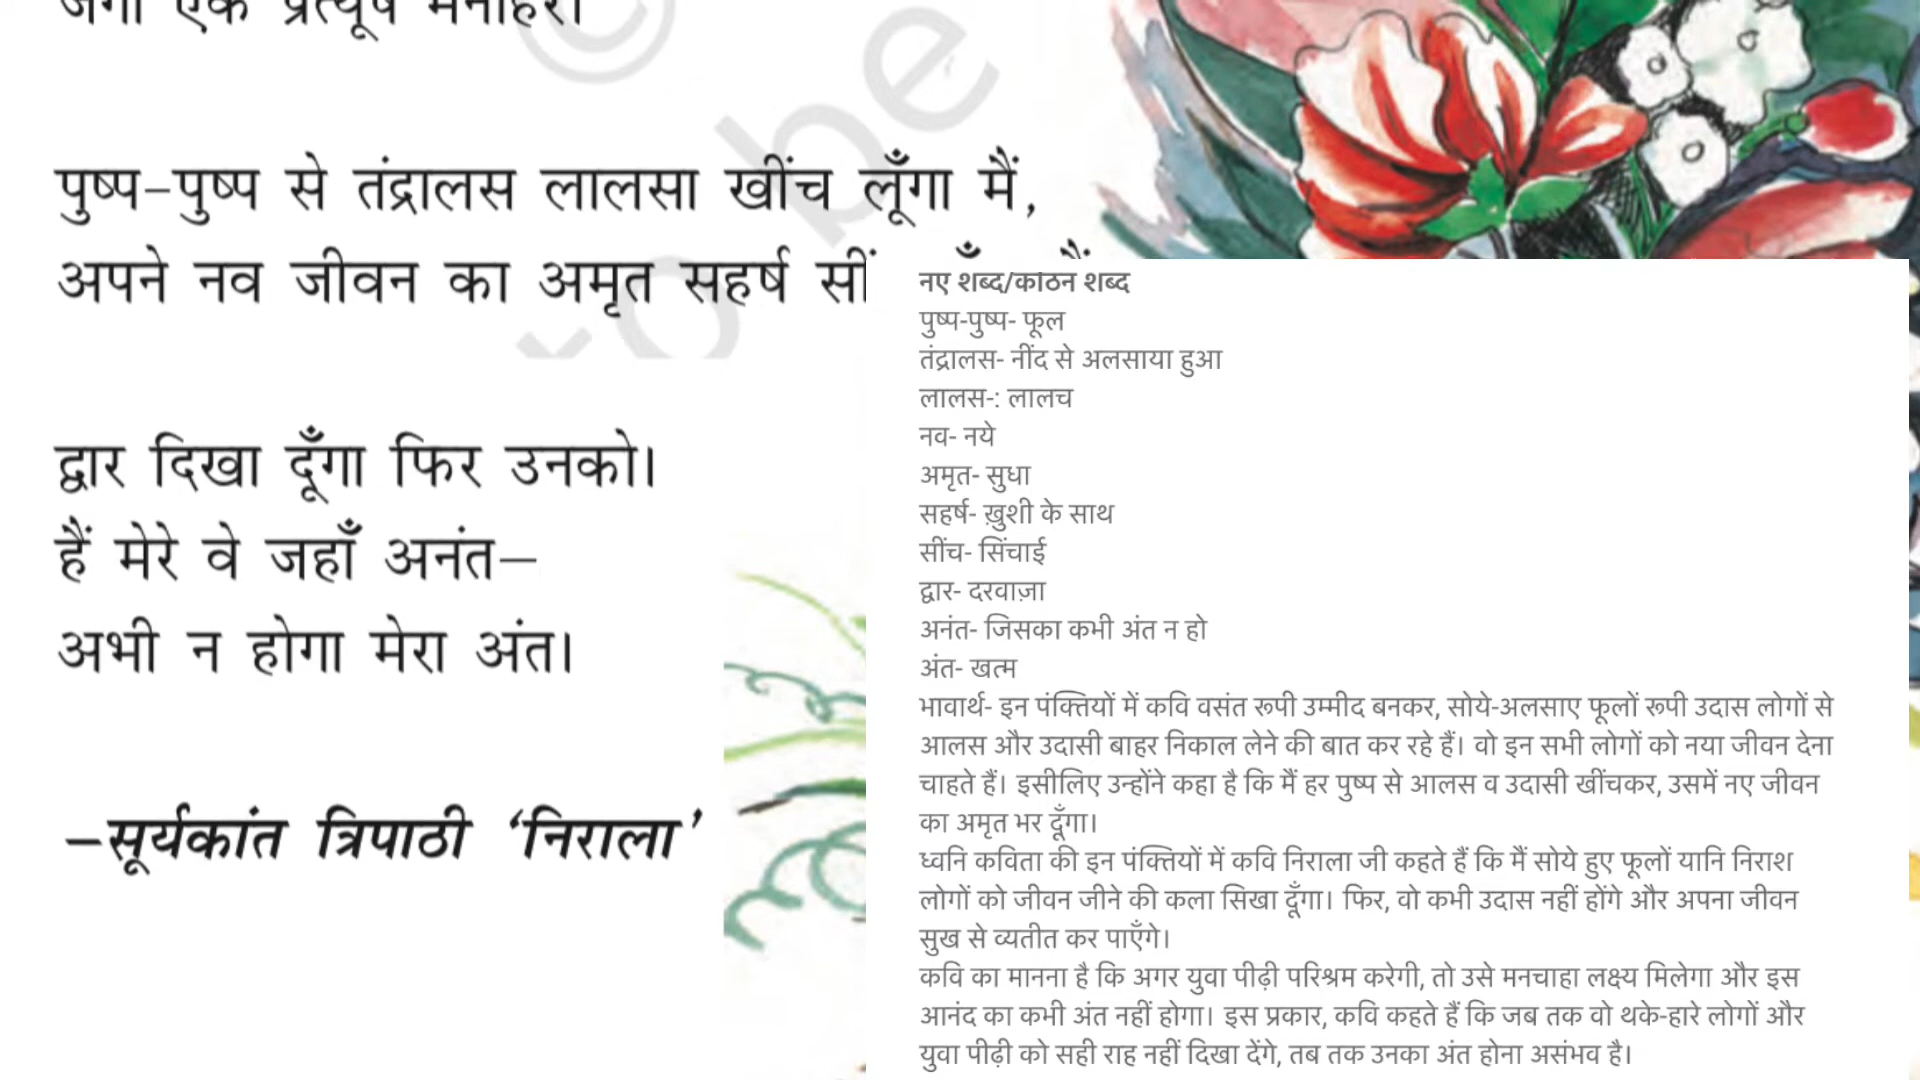 पुष्प-पुष्प से तंद्रालस लालसा खींच लूँगा मैं,
अपने नव जीवन का अमृत सहर्ष सीं
द्वार दिखा दूँगा फिर उनको।
हैं मेरे वे जहाँ अनंत–
अभी न होगा मेरा अंत।
–सूर्यकांत त्रिपाठी ‘निराला’
नए शब्द/कठिन शब्द
पुष्प-पुष्प- फूल
तंद्रालस- नींद से अलसाया हुआ
लालस-: लालच
नव- नये
अमृत- सुधा
सहर्ष- ख़ुशी के साथ
सींच- सिंचाई
द्वार- दरवाज़ा
अनंत- जिसका कभी अंत न हो
अंत- खत्म
भावार्थ- इन पंक्तियों में कवि वसंत रूपी उम्मीद बनकर, सोये-अलसाए फूलों रूपी उदास लोगों से
आलस और उदासी बाहर निकाल लेने की बात कर रहे हैं। वो इन सभी लोगों को नया जीवन देना
चाहते हैं। इसीलिए उन्होंने कहा है कि मैं हर पुष्प से आलस व उदासी खींचकर, उसमें नए जीवन
का अमृत भर दूँगा।
ध्वनि कविता की इन पंक्तियों में कवि निराला जी कहते हैं कि मैं सोये हुए फूलों यानि निराश
लोगों को जीवन जीने की कला सिखा दूँगा। फिर, वो कभी उदास नहीं होंगे और अपना जीवन
सुख से व्यतीत कर पाएँगे।
कवि का मानना है कि अगर युवा पीढ़ी परिश्रम करेगी, तो उसे मनचाहा लक्ष्य मिलेगा और इस
आनंद का कभी अंत नहीं होगा। इस प्रकार, कवि कहते हैं कि जब तक वो थके-हारे लोगों और
युवा पीढ़ी को सही राह नहीं दिखा देंगे, तब तक उनका अंत होना असंभव है।